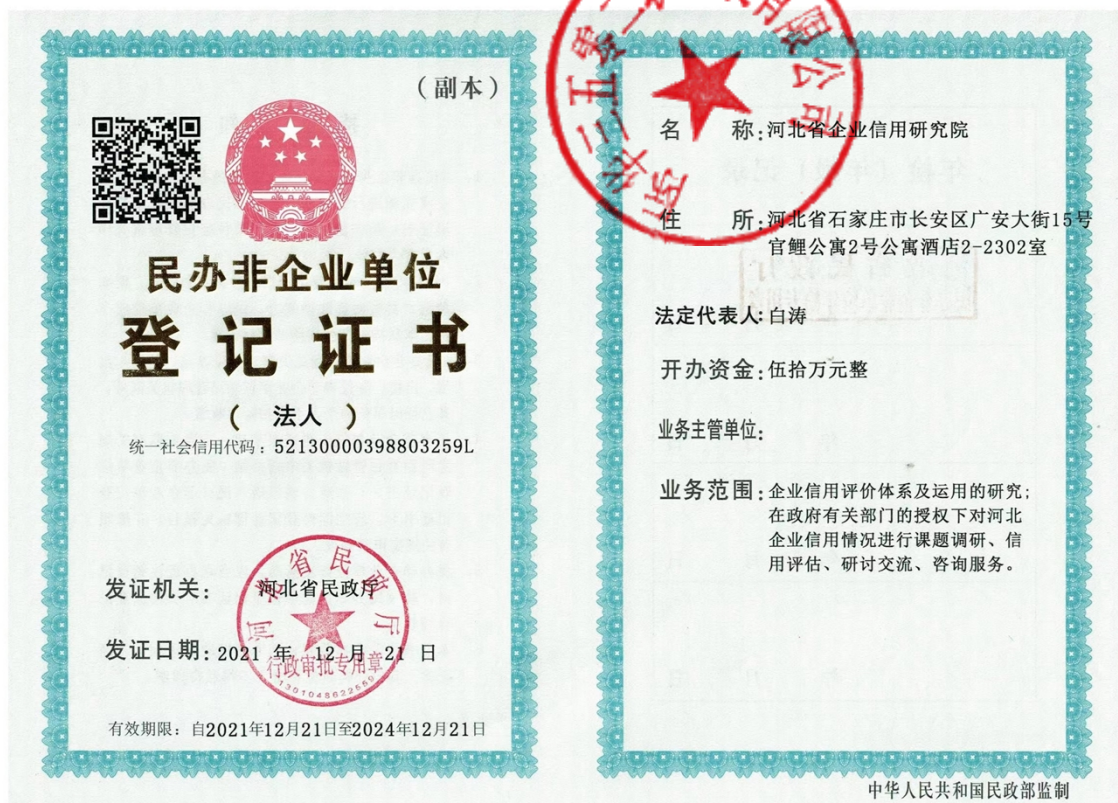 （副本）
民办非企业单位
登记证书
（法人）
统一社会信用代码：52130000398803259L
发证机关：河北省民政厅
发证日期：2021 年 12 月 21 日
河北省民政厅
行政审批专用章
有效期限：自2021年12月21日至2024年12月21日
有限公司
名 称：河北省企业信用研究院
住 所：河北省石家庄市长安区广安大街15号
官鲤公寓2号公寓酒店2-2302室
法定代表人：白涛
开办资金：伍拾万元整
业务主管单位：
业务范围：企业信用评价体系及运用的研究；
在政府有关部门的授权下对河北
企业信用情况进行课题调研、信
用评估、研讨交流、咨询服务。
中华人民共和国民政部监制